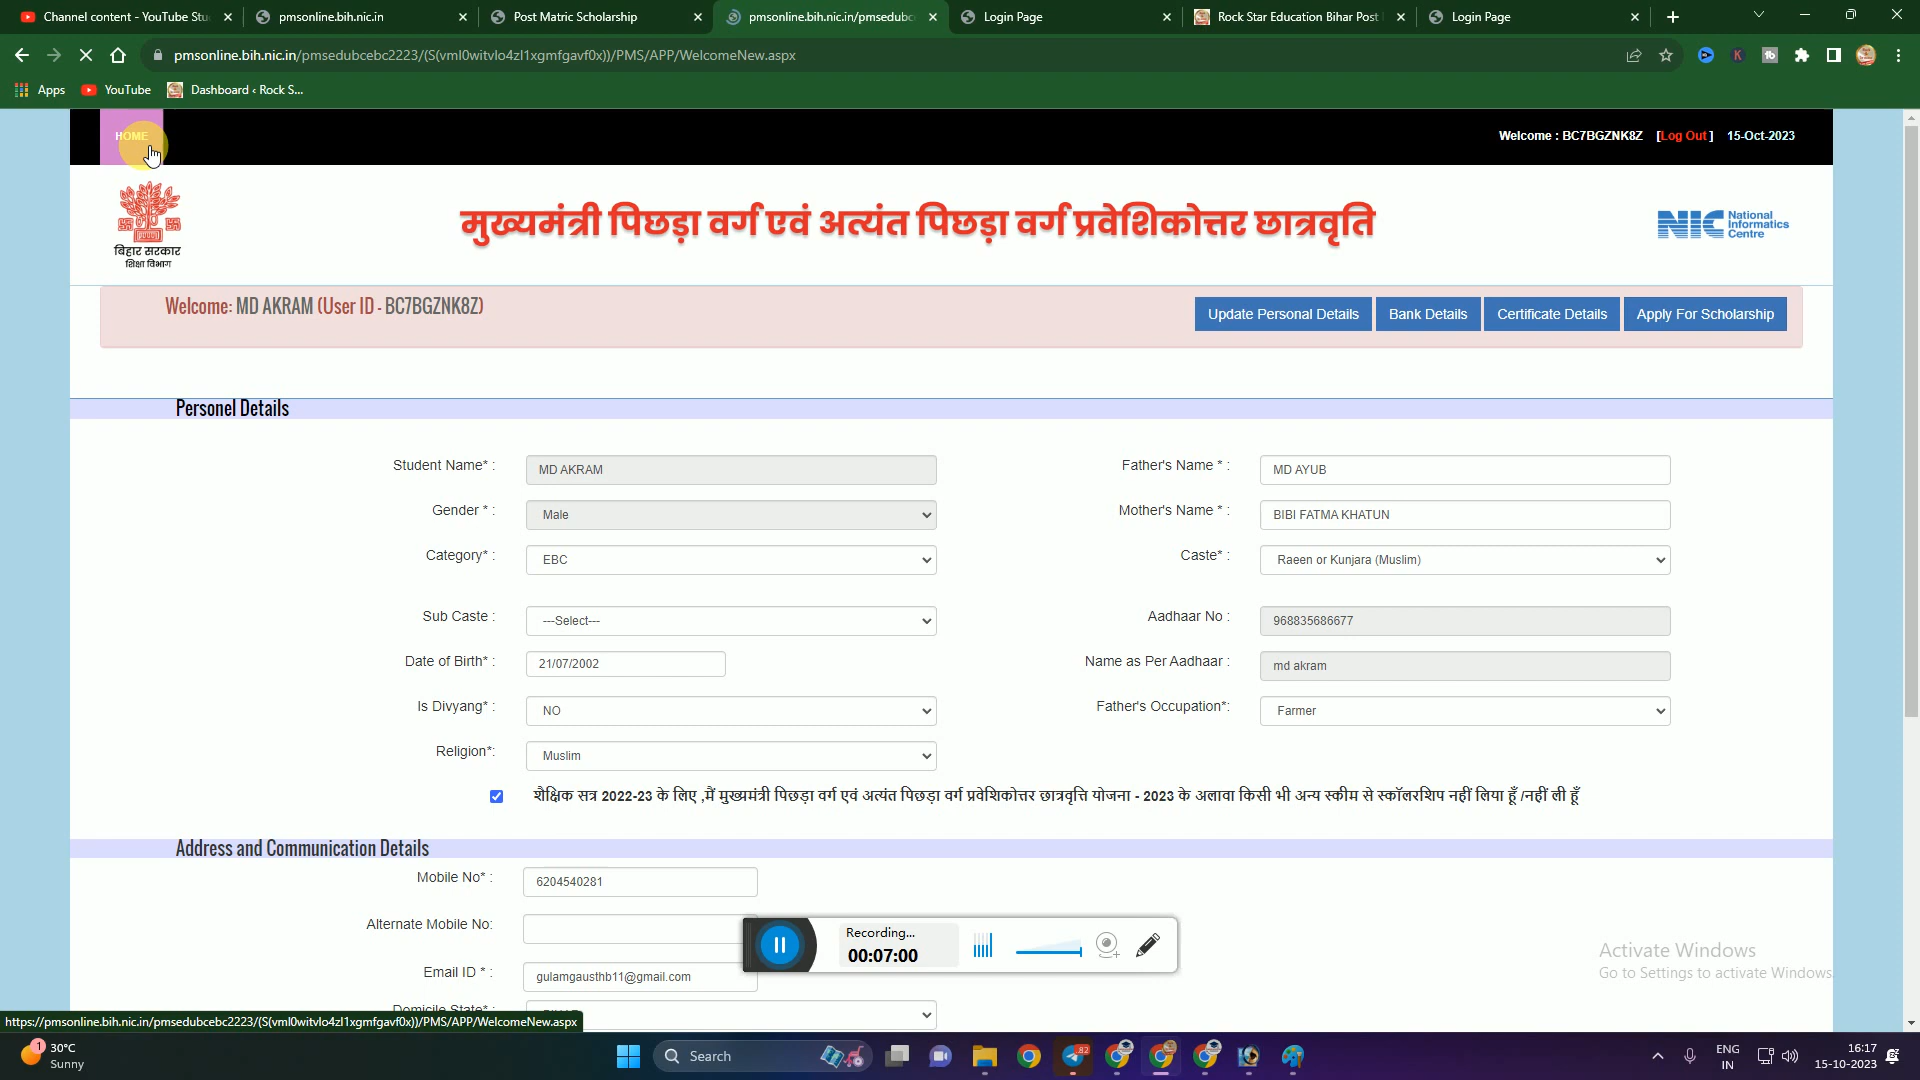 Channel content - YouTube Stu
pmsonline.bih.nic.in
Post Matric Scholarship
pmsonline.bih.nic.in/pmsedubc
Login Page
Rock Star Education Bihar Post
Login Page
pmsonline.bih.nic.in/pmsedubcebc2223/(S(vml0witvlo4zl1xgmfgavf0x))/PMS/APP/WelcomeNew.aspx
Apps
YouTube
Dashboard ‹ Rock S...
HOME
Welcome : BC7BGZNK8Z [Log Out] 15-Oct-2023
बिहार सरकार
शिक्षा विभाग
मुख्यमंत्री पिछड़ा वर्ग एवं अत्यंत पिछड़ा वर्ग प्रवेशिकोत्तर छात्रवृति
NIC National Informatics Centre
Welcome: MD AKRAM (User ID - BC7BGZNK8Z)
Update Personal Details
Bank Details
Certificate Details
Apply For Scholarship
Personel Details
Student Name* : MD AKRAM
Father's Name * : MD AYUB
Gender * : Male
Mother's Name * : BIBI FATMA KHATUN
Category* : EBC
Caste* : Raeen or Kunjara (Muslim)
Sub Caste : ---Select---
Aadhaar No : 968835686677
Date of Birth* : 21/07/2002
Name as Per Aadhaar : md akram
Is Divyang* : NO
Father's Occupation*: Farmer
Religion*: Muslim
शैक्षिक सत्र 2022-23 के लिए ,मैं मुख्यमंत्री पिछड़ा वर्ग एवं अत्यंत पिछड़ा वर्ग प्रवेशिकोत्तर छात्रवृत्ति योजना - 2023 के अलावा किसी भी अन्य स्कीम से स्कॉलरशिप नहीं लिया हूँ /नहीं ली हूँ
Address and Communication Details
Mobile No* : 6204540281
Alternate Mobile No:
Email ID * : gulamgausthb11@gmail.com
Domicile State* :
Recording...
00:07:00
Activate Windows
Go to Settings to activate Windows.
https://pmsonline.bih.nic.in/pmsedubcebc2223/(S(vml0witvlo4zl1xgmfgavf0x))/PMS/APP/WelcomeNew.aspx
1
30°C
Sunny
Search
82
ENG
IN
16:17
15-10-2023